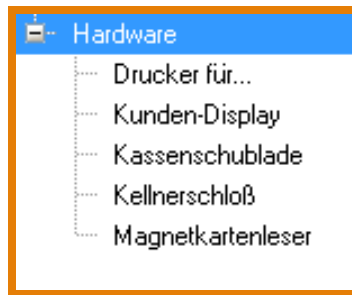 Hardware
Drucker für...
Kunden-Display
Kassenschublade
Kellnerschloß
Magnetkartenleser